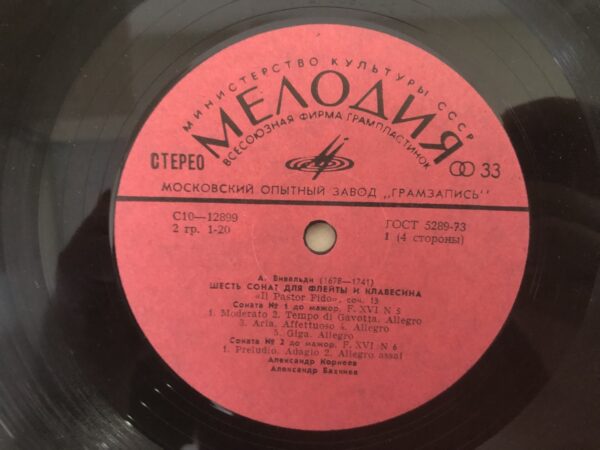 МИНИСТЕРСТВО КУЛЬТУРЫ СССР
МЕЛОДИЯ
ВСЕСОЮЗНАЯ ФИРМА ГРАМПЛАСТИНОК
СТЕРЕО
33
МОСКОВСКИЙ ОПЫТНЫЙ ЗАВОД „ГРАМЗАПИСЬ"
С10—12899
ГОСТ 5289-73
2 гр. 1-20
1 (4 стороны)
А. Вивальди (1678—1741)
ШЕСТЬ СОНАТ ДЛЯ ФЛЕЙТЫ И КЛАВЕСИНА
«Il Pastor Fido», соч. 13
Соната № 1 до мажор, F. XVI N 5
1. Moderato 2. Tempo di Gavotta. Allegro
3. Aria. Affettuoso 4. Allegro
5. Giga. Allegro
Соната № 2 до мажор, F. XVI N 6
1. Preludio. Adagio 2. Allegro assai
Александр Корнеев
Александр Бахчиев